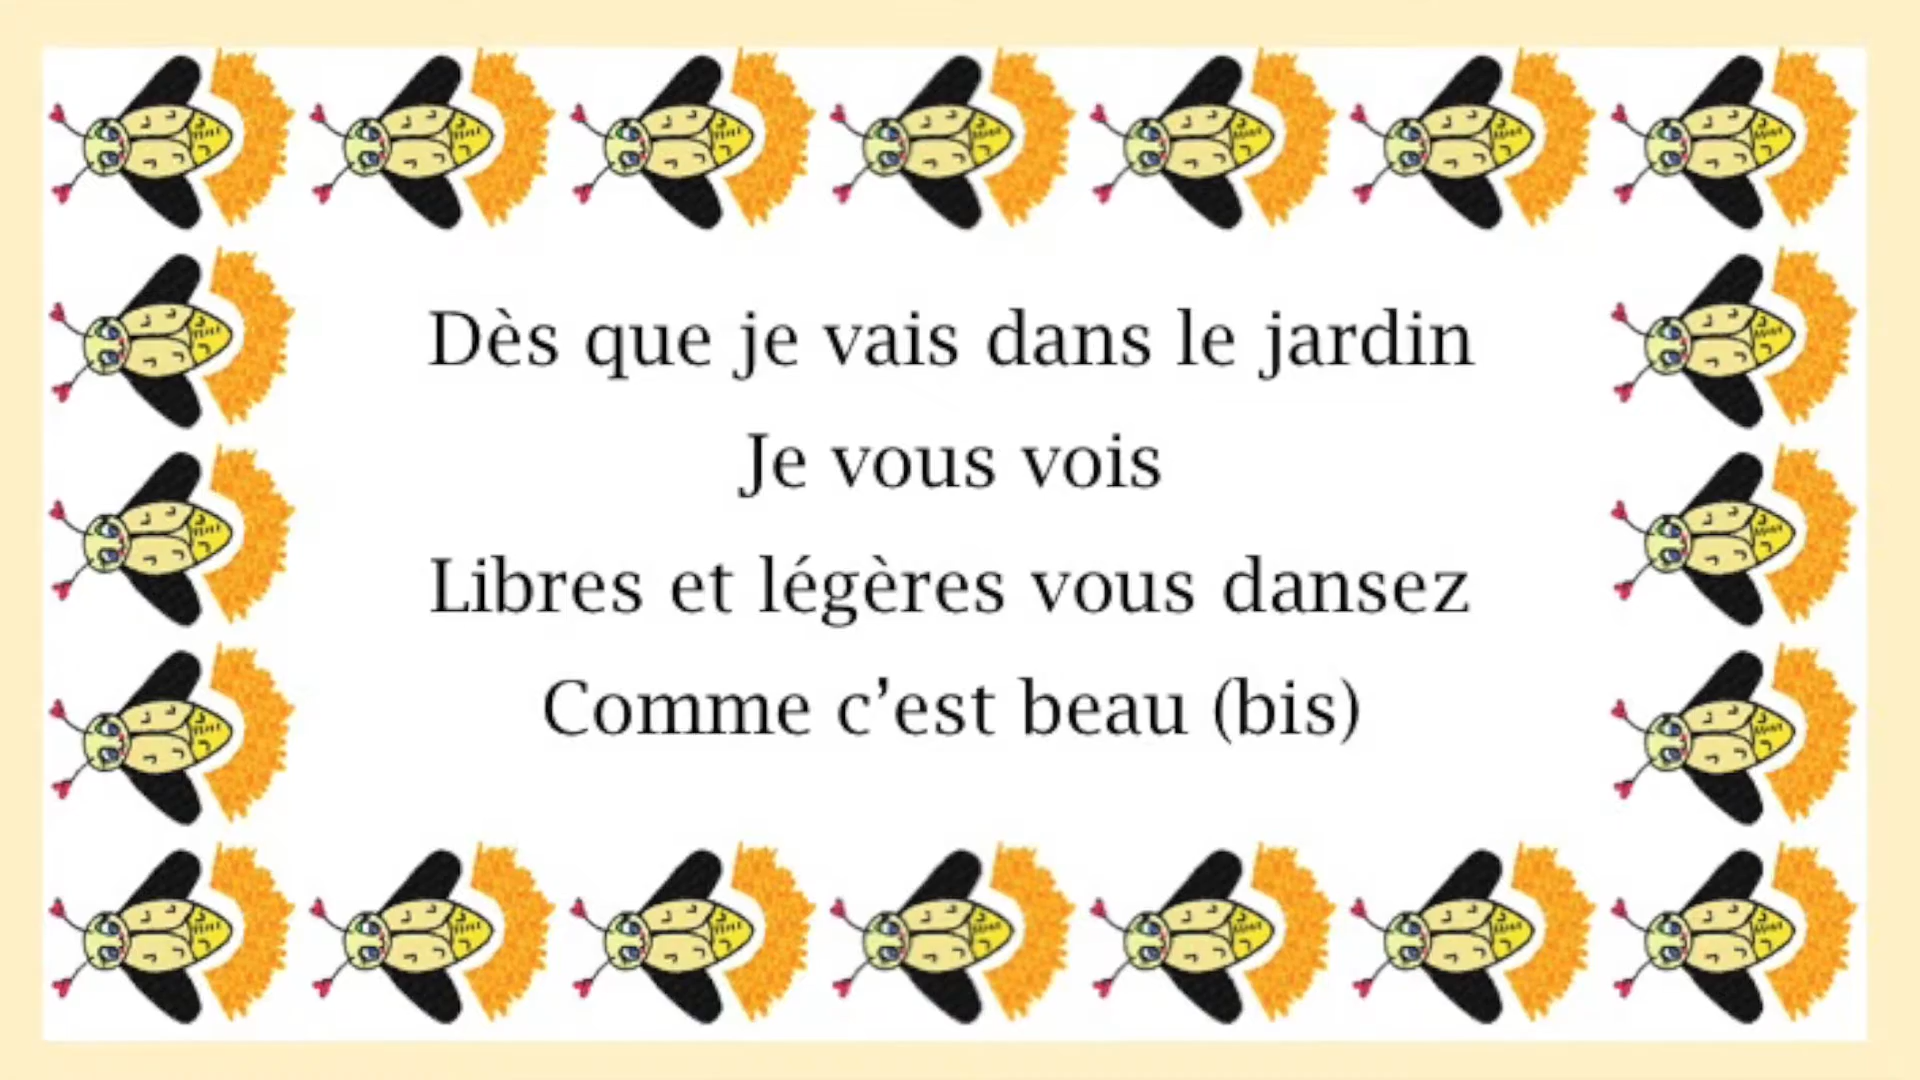 Dès que je vais dans le jardin
Je vous vois
Libres et légères vous dansez
Comme c’est beau (bis)